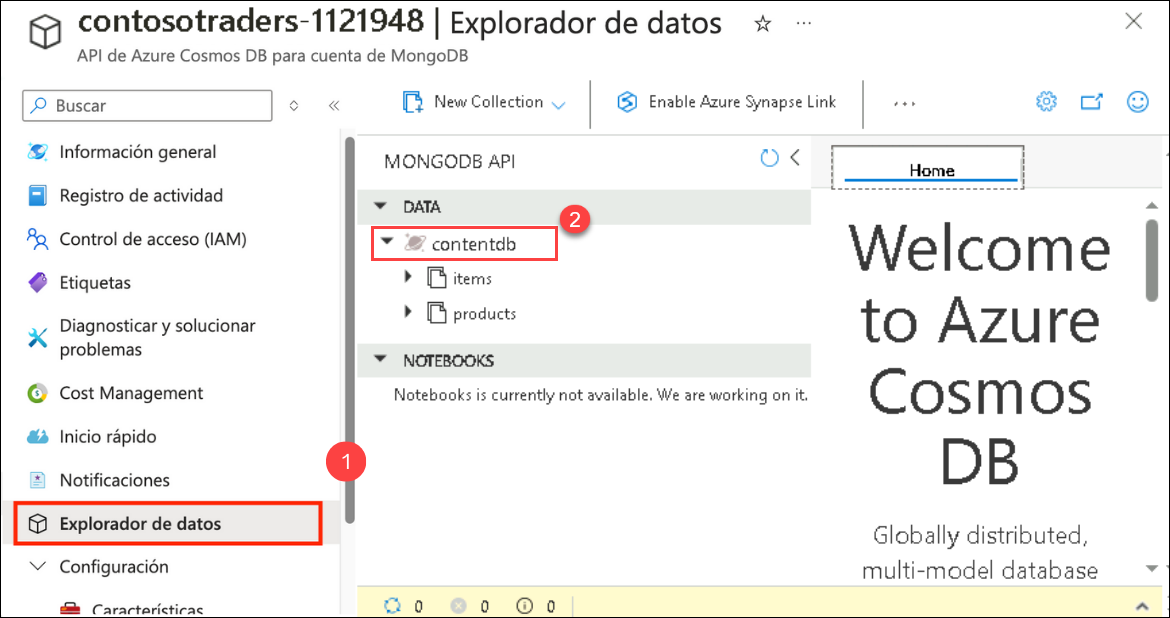 contosotraders-1121948 | Explorador de datos
API de Azure Cosmos DB para cuenta de MongoDB
Buscar
New Collection
Enable Azure Synapse Link
Información general
Registro de actividad
Control de acceso (IAM)
Etiquetas
Diagnosticar y solucionar
problemas
Cost Management
Inicio rápido
Notificaciones
1
Explorador de datos
Configuración
Características
MONGODB API
DATA
2
contentdb
items
products
NOTEBOOKS
Notebooks is currently not available. We are working on it.
Home
Welcome
to Azure
Cosmos
DB
Globally distributed,
multi-model database
0 0 0